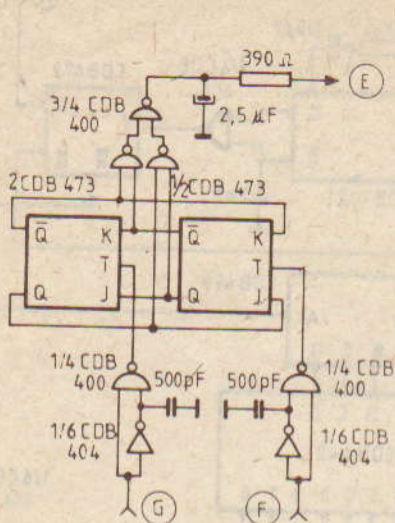 390 Ω
E
3/4 CDB
400
2,5 µF
2CDB 473
1/2CDB 473
Q̅
K
Q̅
K
T̅
T
Q
J
Q
J
1/4 CDB
400
500pF
500pF
1/4 CDB
400
1/6 CDB
404
1/6 CDB
404
G
F